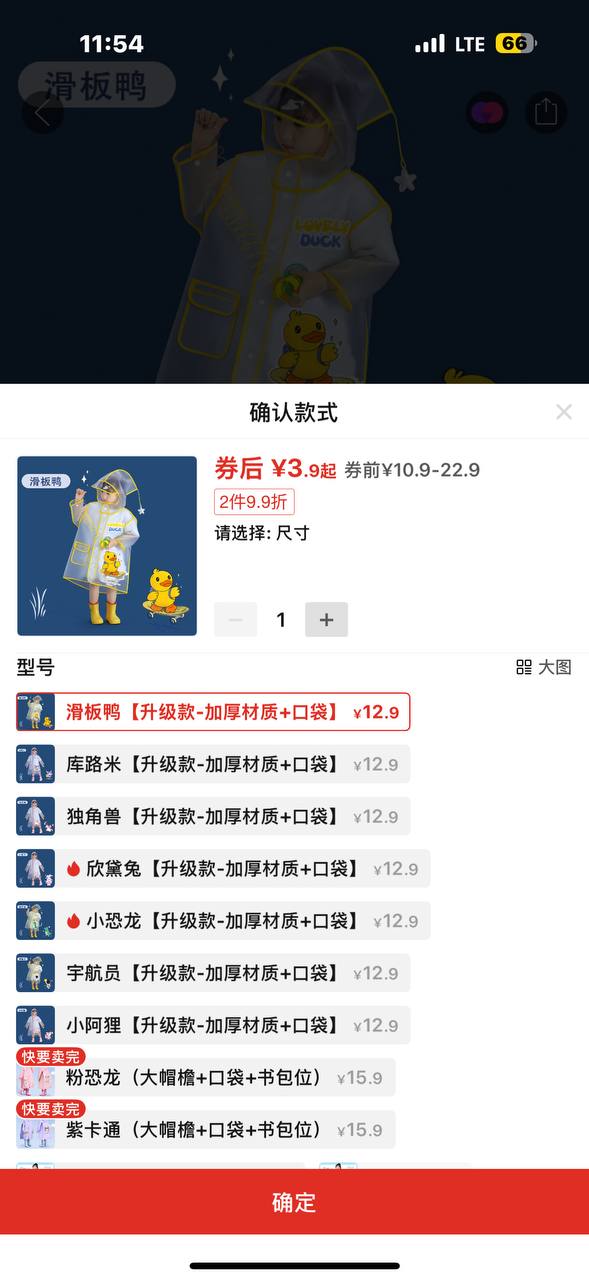 11:54
LTE 66
滑板鸭
LOVELY
DUCK
确认款式
滑板鸭
券后 ¥3.9起 券前¥10.9-22.9
2件9.9折
请选择: 尺寸
1
型号
大图
滑板鸭【升级款-加厚材质+口袋】 ¥12.9
库路米【升级款-加厚材质+口袋】 ¥12.9
独角兽【升级款-加厚材质+口袋】 ¥12.9
欣黛兔【升级款-加厚材质+口袋】 ¥12.9
小恐龙【升级款-加厚材质+口袋】 ¥12.9
宇航员【升级款-加厚材质+口袋】 ¥12.9
小阿狸【升级款-加厚材质+口袋】 ¥12.9
快要卖完
粉恐龙（大帽檐+口袋+书包位） ¥15.9
快要卖完
紫卡通（大帽檐+口袋+书包位） ¥15.9
确定